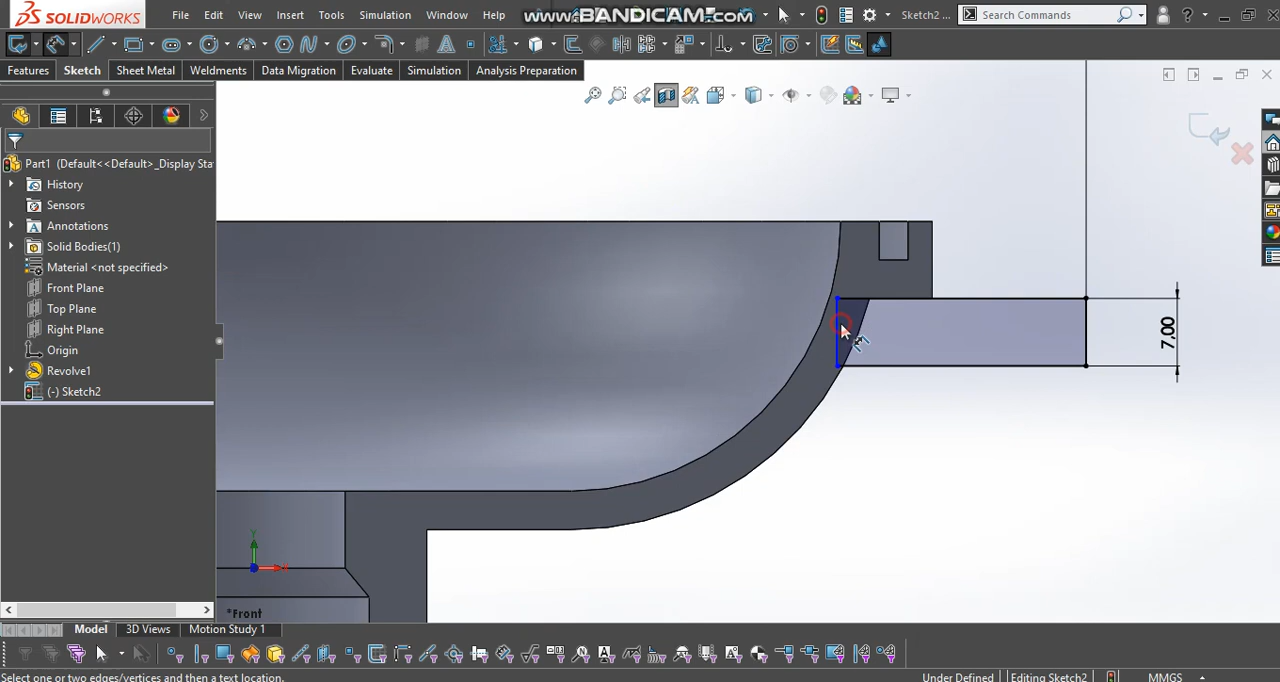 SOLIDWORKS
File Edit View Insert Tools Simulation Window Help
www.BANDICAM.com
Sketch2 ...
Search Commands
Features Sketch Sheet Metal Weldments Data Migration Evaluate Simulation Analysis Preparation
Part1 (Default<<Default>_Display Sta
History
Sensors
Annotations
Solid Bodies(1)
Material <not specified>
Front Plane
Top Plane
Right Plane
Origin
Revolve1
(-) Sketch2
7,00
Y
X
*Front
Model 3D Views Motion Study 1
Select one or two edges/vertices and then a text location.
Under Defined Editing Sketch2 MMGS